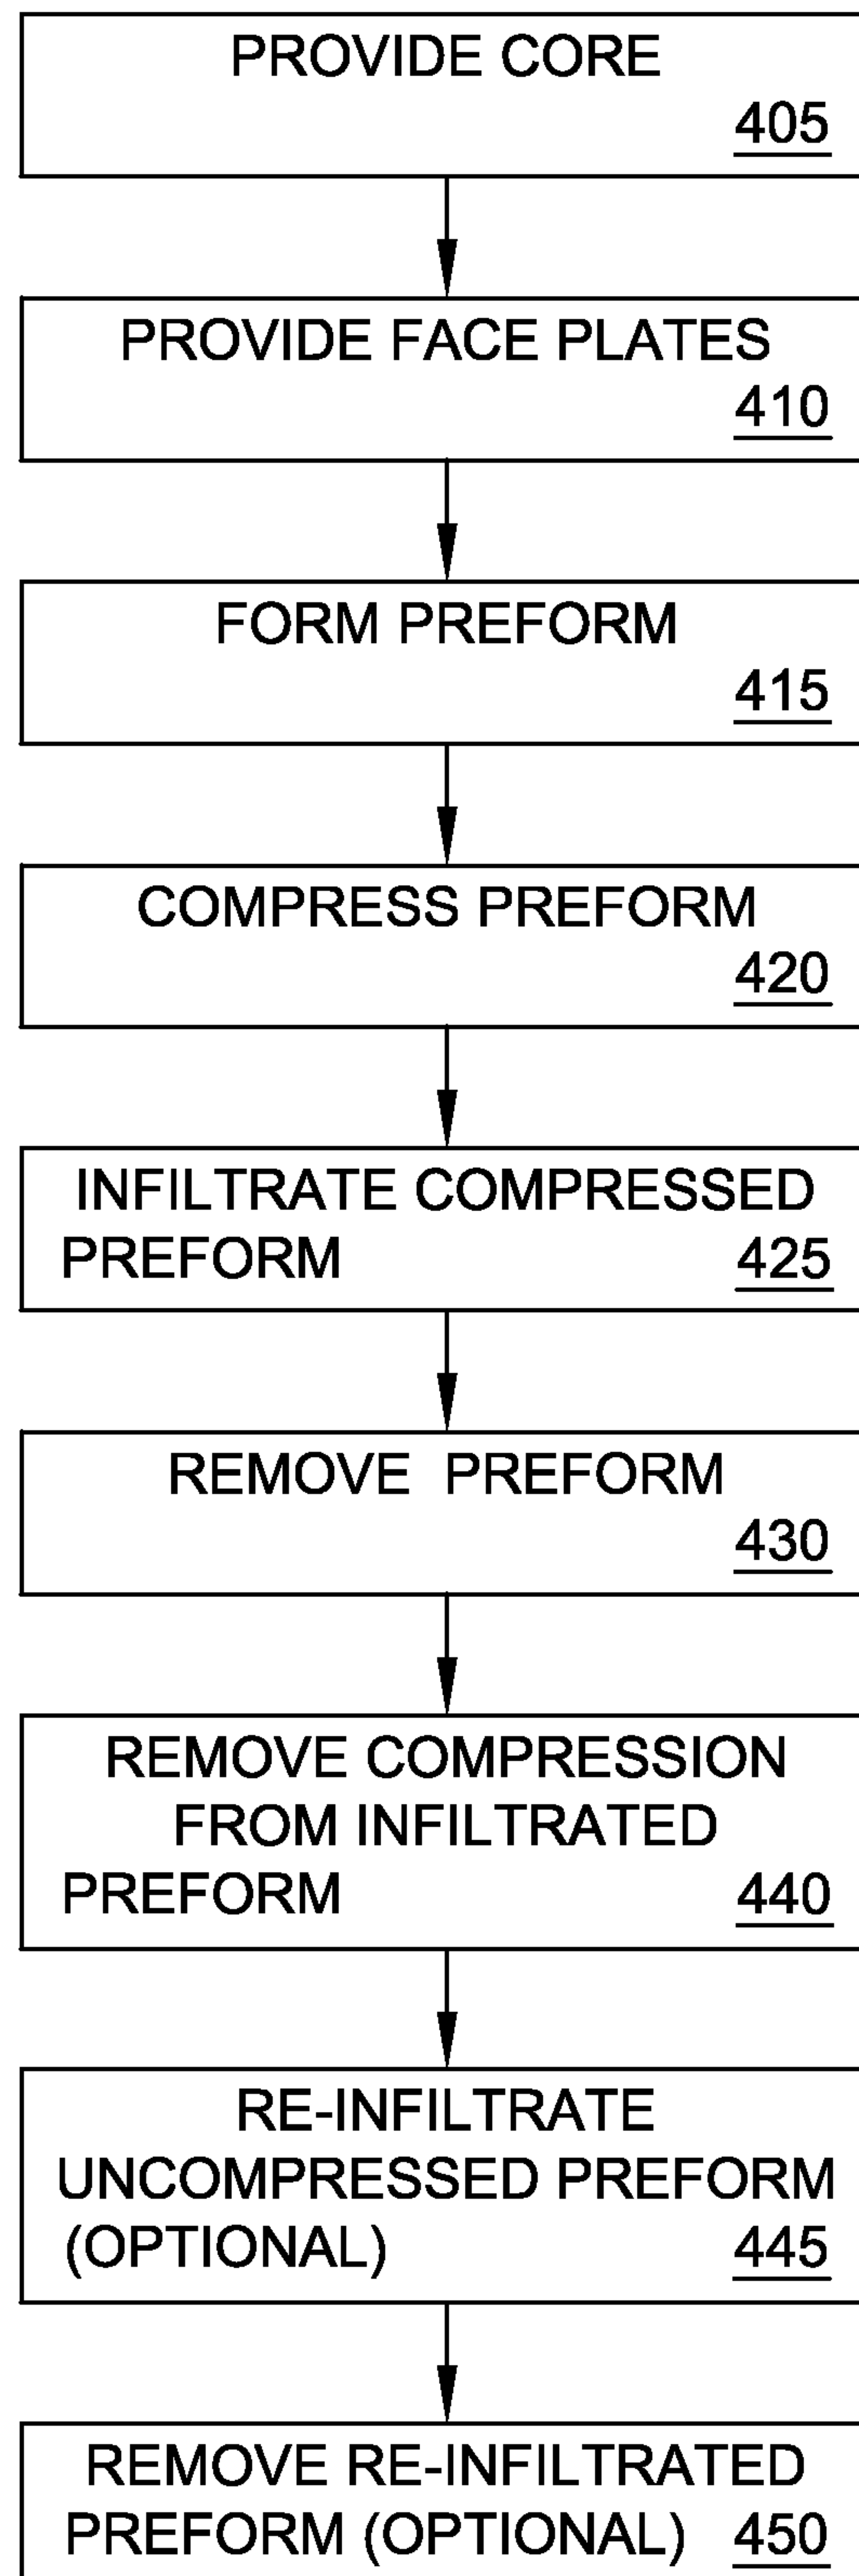 PROVIDE CORE
405
PROVIDE FACE PLATES
410
FORM PREFORM
415
COMPRESS PREFORM
420
INFILTRATE COMPRESSED
PREFORM 425
REMOVE PREFORM
430
REMOVE COMPRESSION
FROM INFILTRATED
PREFORM 440
RE-INFILTRATE
UNCOMPRESSED PREFORM
(OPTIONAL) 445
REMOVE RE-INFILTRATED
PREFORM (OPTIONAL) 450